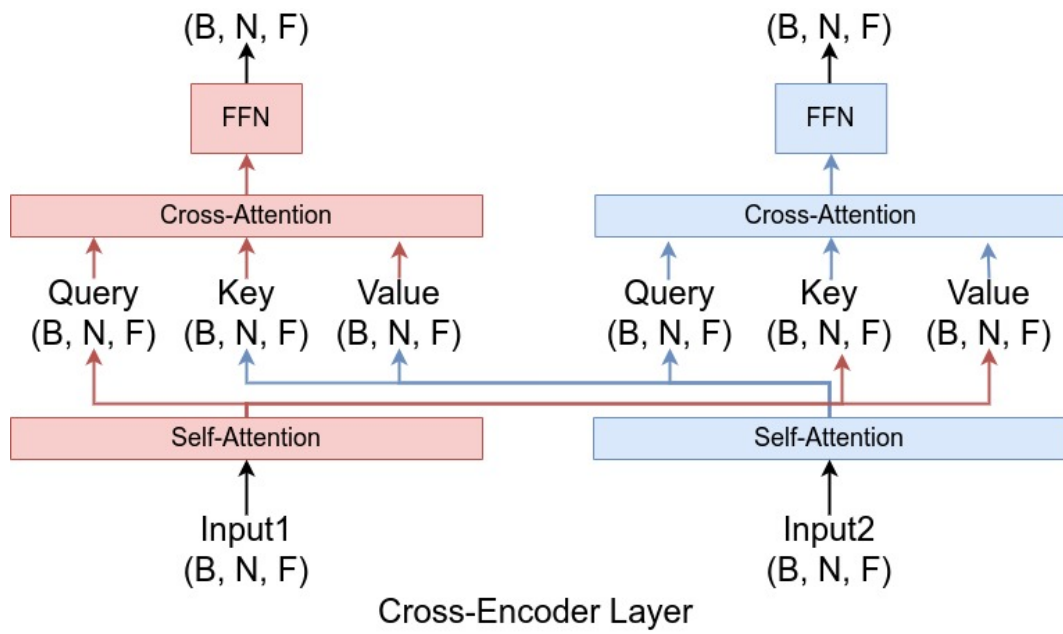 (B, N, F)
(B, N, F)
FFN
FFN
Cross-Attention
Cross-Attention
Query
Key
Value
Query
Key
Value
(B, N, F)
(B, N, F)
(B, N, F)
(B, N, F)
(B, N, F)
(B, N, F)
Self-Attention
Self-Attention
Input1
Input2
(B, N, F)
(B, N, F)
Cross-Encoder Layer